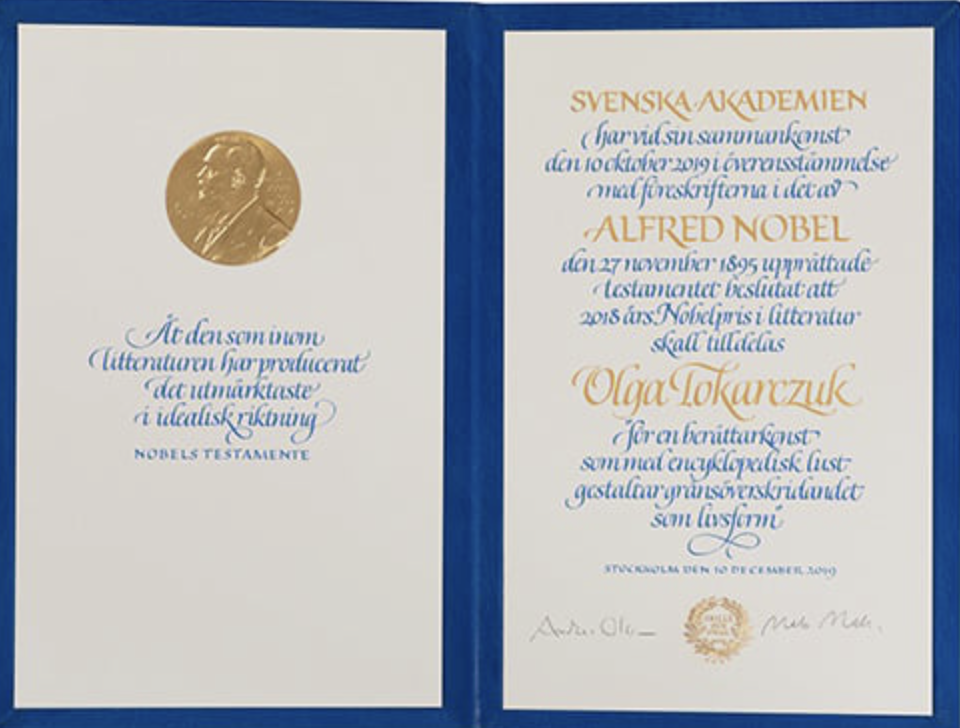 Åt den som inom
litteraturen har producerat
det utmärktaste
i idealisk riktning
NOBELS TESTAMENTE
SVENSKA AKADEMIEN
har vid sin sammankomst
den 10 oktober 2019 i överensstämmelse
med föreskrifterna i det av
ALFRED NOBEL
den 27 november 1895 upprättade
testamentet beslutat att
2018 års Nobelpris i litteratur
skall tilldelas
Olga Tokarczuk
"för en berättarkonst
som med encyklopedisk lust
gestaltar gränsöverskridandet
som livsform"
STOCKHOLM DEN 10 DECEMBER 2019